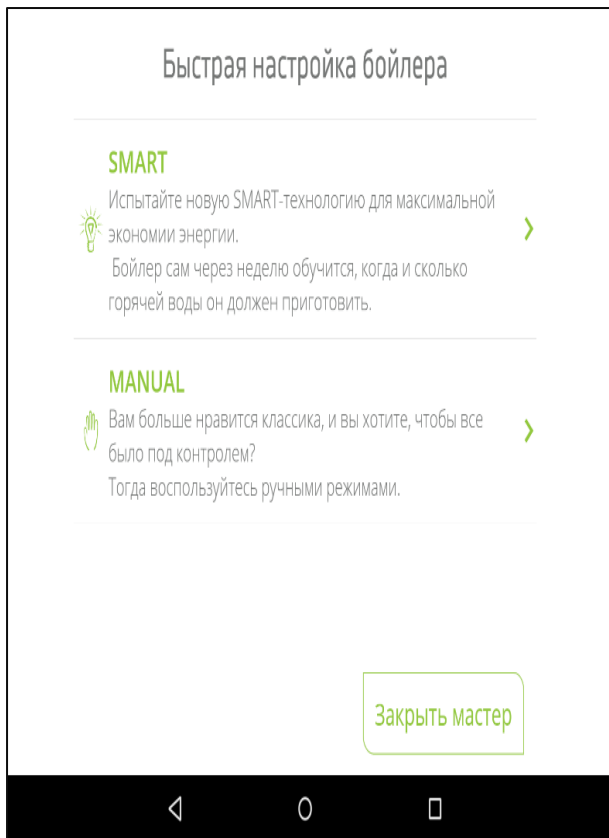 Быстрая настройка бойлера
SMART
Испытайте новую SMART-технологию для максимальной
экономии энергии.
Бойлер сам через неделю обучится, когда и сколько
горячей воды он должен приготовить.
MANUAL
Вам больше нравится классика, и вы хотите, чтобы все
было под контролем?
Тогда воспользуйтесь ручными режимами.
Закрыть мастер